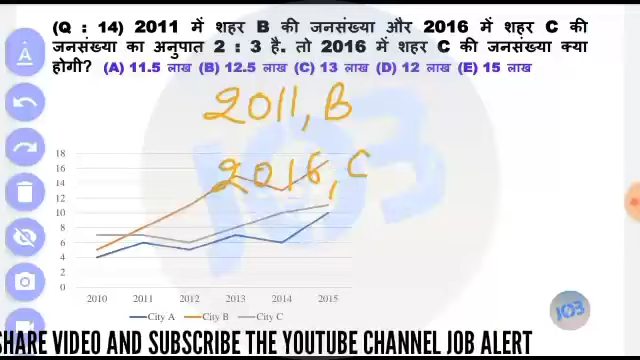 (Q : 14) 2011 में शहर B की जनसंख्या और 2016 में शहर C की
जनसंख्या का अनुपात 2 : 3 है. तो 2016 में शहर C की जनसंख्या क्या
होगी? (A) 11.5 लाख (B) 12.5 लाख (C) 13 लाख (D) 12 लाख (E) 15 लाख
2011, B
2016, C
18
16
14
12
10
8
6
4
2
0
2010 2011 2012 2013 2014 2015
City A City B City C
JO3
SHARE VIDEO AND SUBSCRIBE THE YOUTUBE CHANNEL JOB ALERT